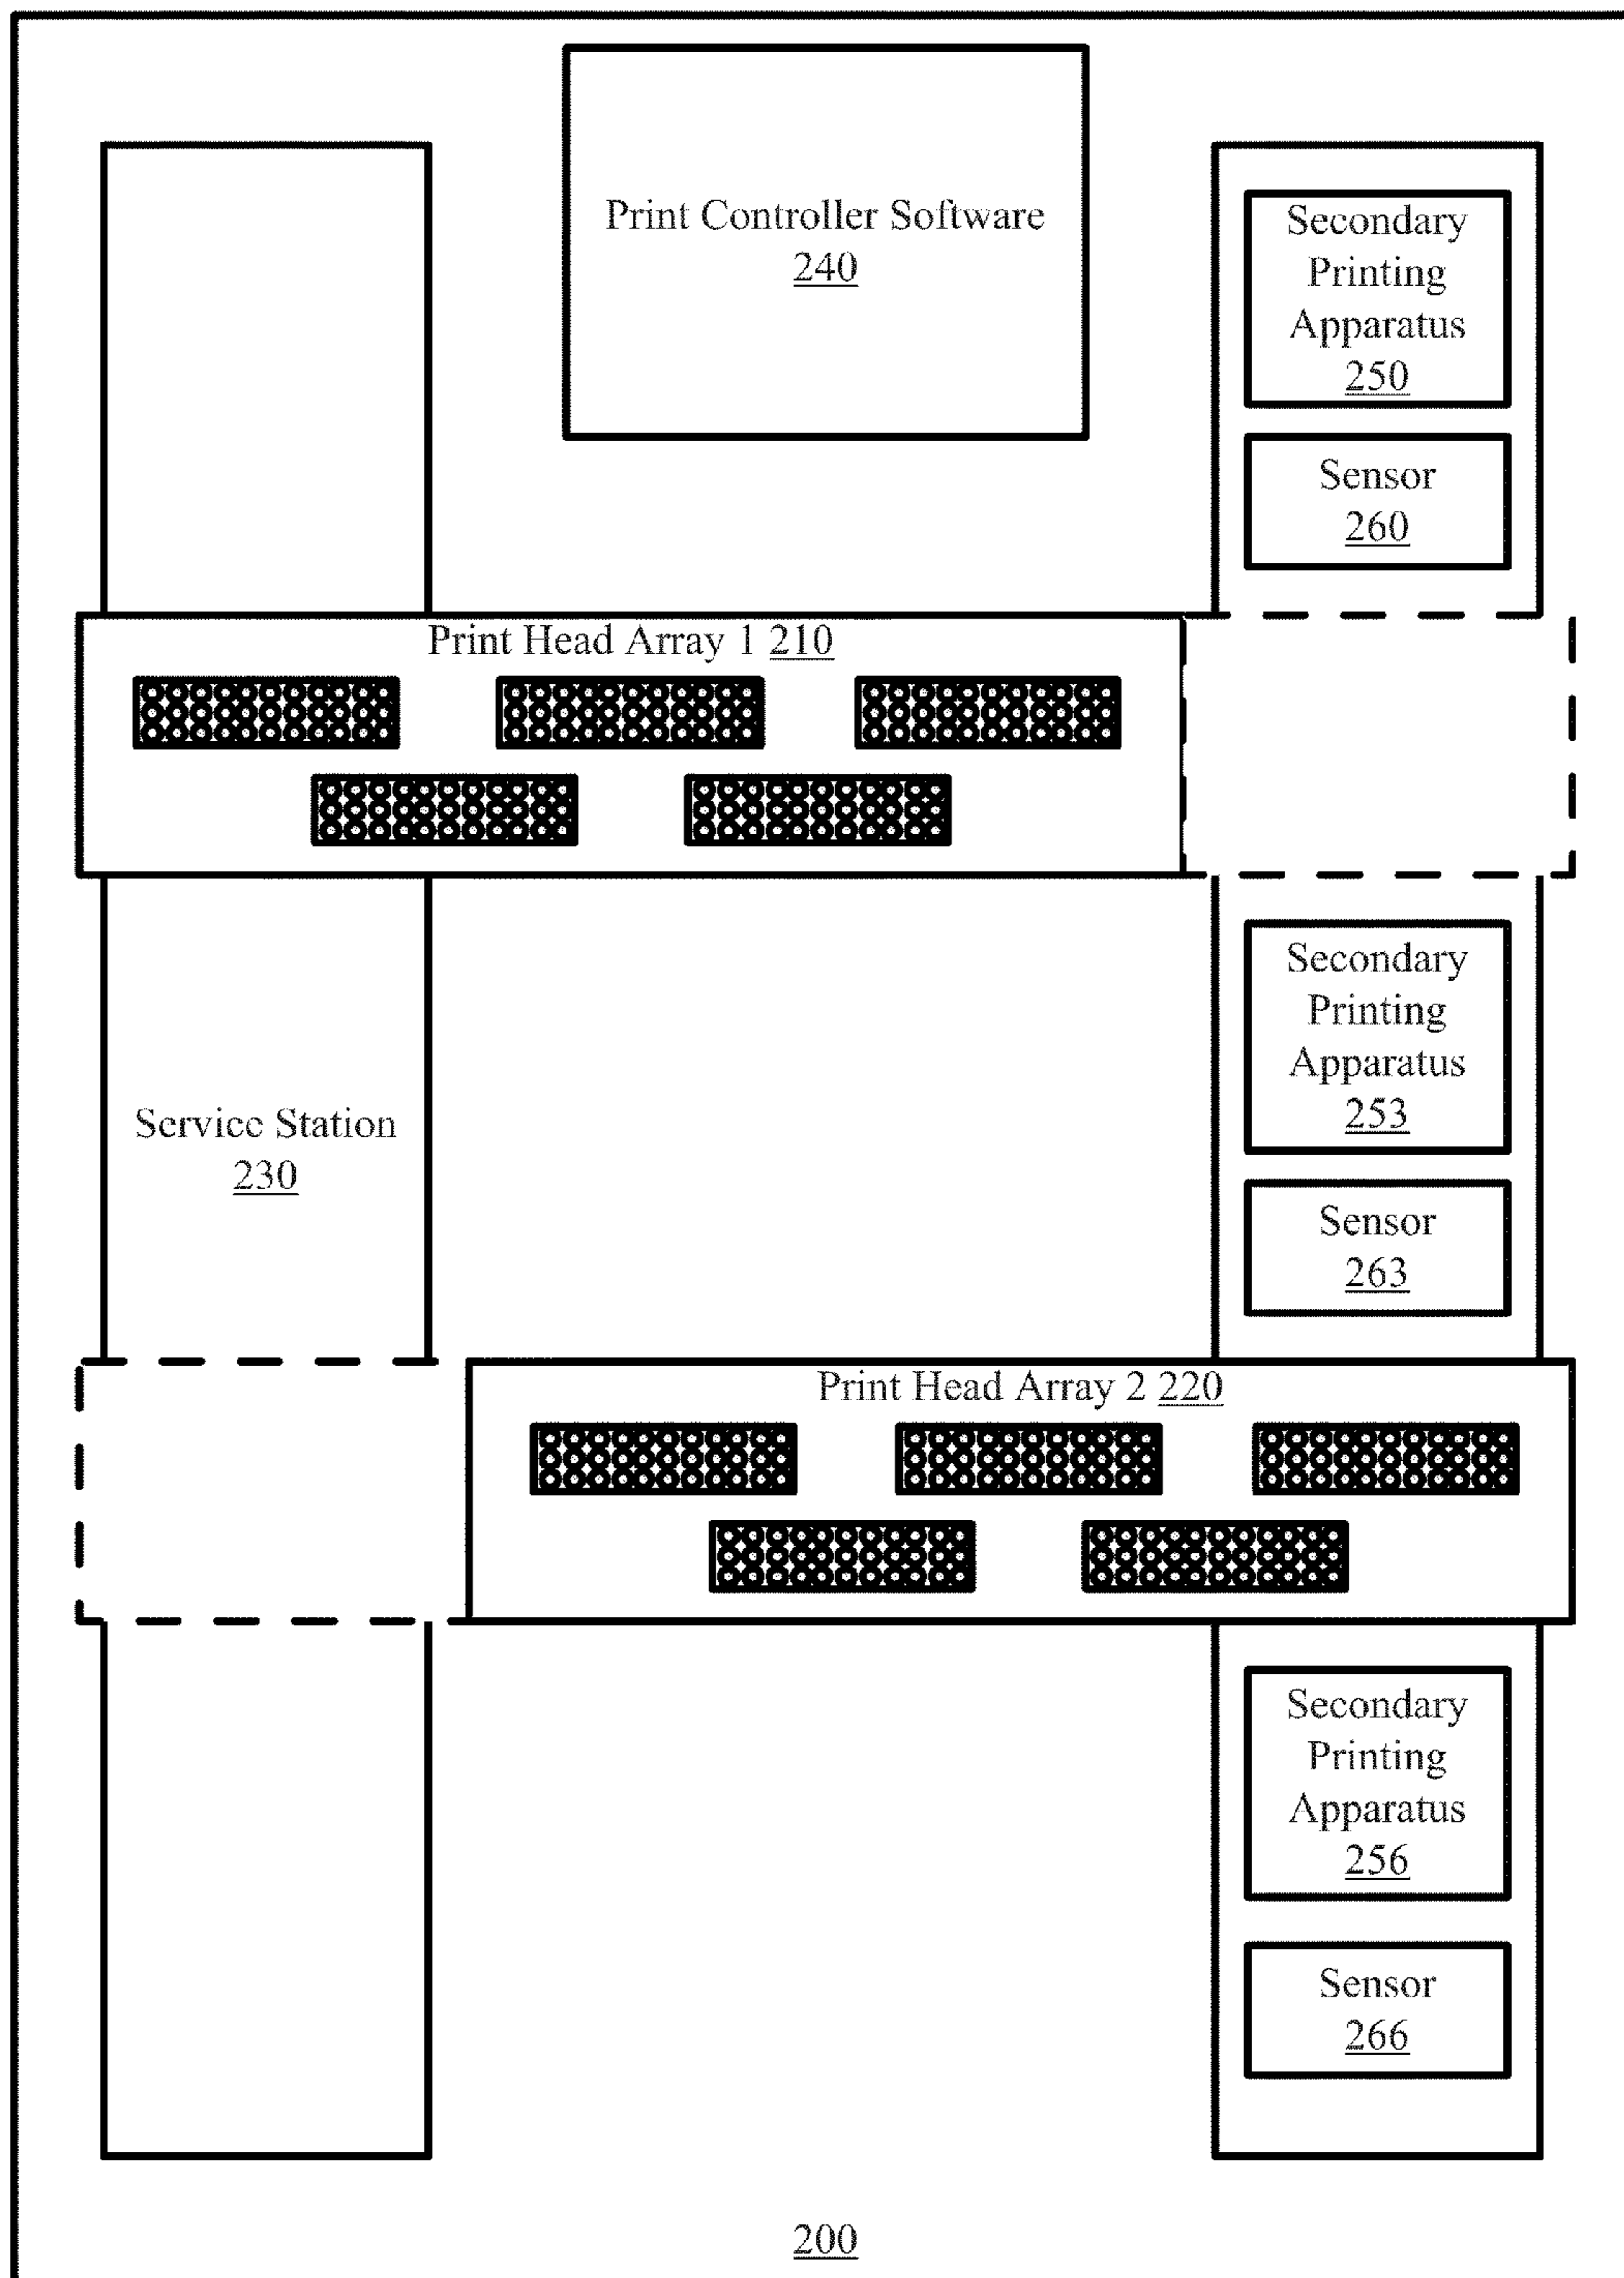 Print Controller Software
240
Secondary
Printing
Apparatus
250
Sensor
260
Print Head Array 1 210
Secondary
Printing
Apparatus
253
Service Station
230
Sensor
263
Print Head Array 2 220
Secondary
Printing
Apparatus
256
Sensor
266
200